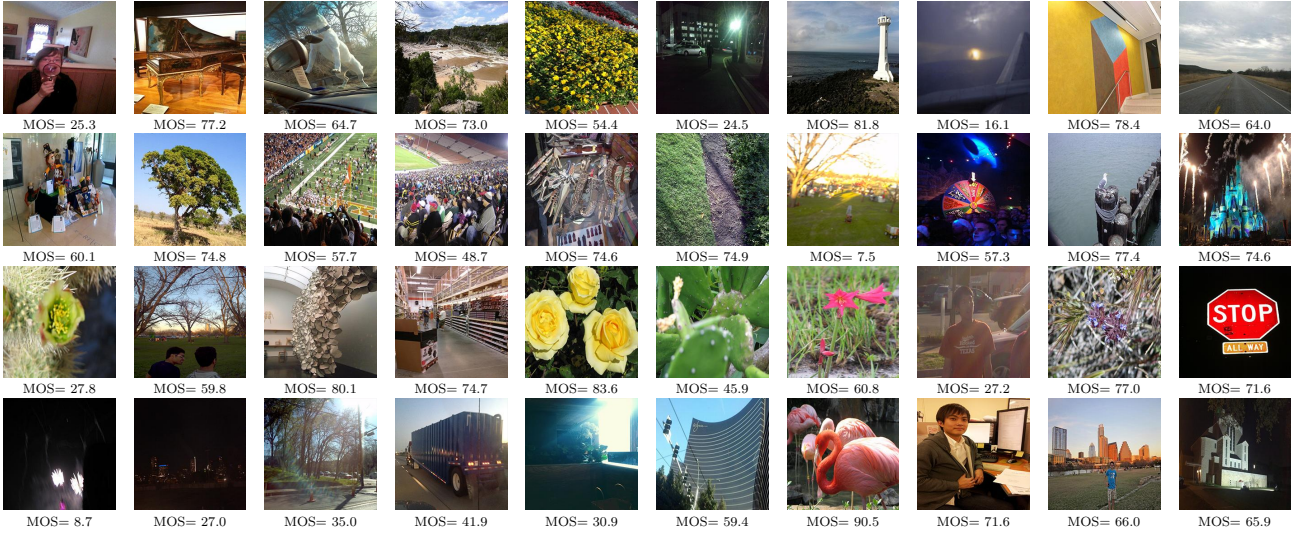 MOS= 25.3 MOS= 77.2 MOS= 64.7 MOS= 73.0 MOS= 54.4 MOS= 24.5 MOS= 81.8 MOS= 16.1 MOS= 78.4 MOS= 64.0
MOS= 60.1 MOS= 74.8 MOS= 57.7 MOS= 48.7 MOS= 74.6 MOS= 74.9 MOS= 7.5 MOS= 57.3 MOS= 77.4 MOS= 74.6
STOP
ALL WAY
MOS= 27.8 MOS= 59.8 MOS= 80.1 MOS= 74.7 MOS= 83.6 MOS= 45.9 MOS= 60.8 MOS= 27.2 MOS= 77.0 MOS= 71.6
MOS= 8.7 MOS= 27.0 MOS= 35.0 MOS= 41.9 MOS= 30.9 MOS= 59.4 MOS= 90.5 MOS= 71.6 MOS= 66.0 MOS= 65.9